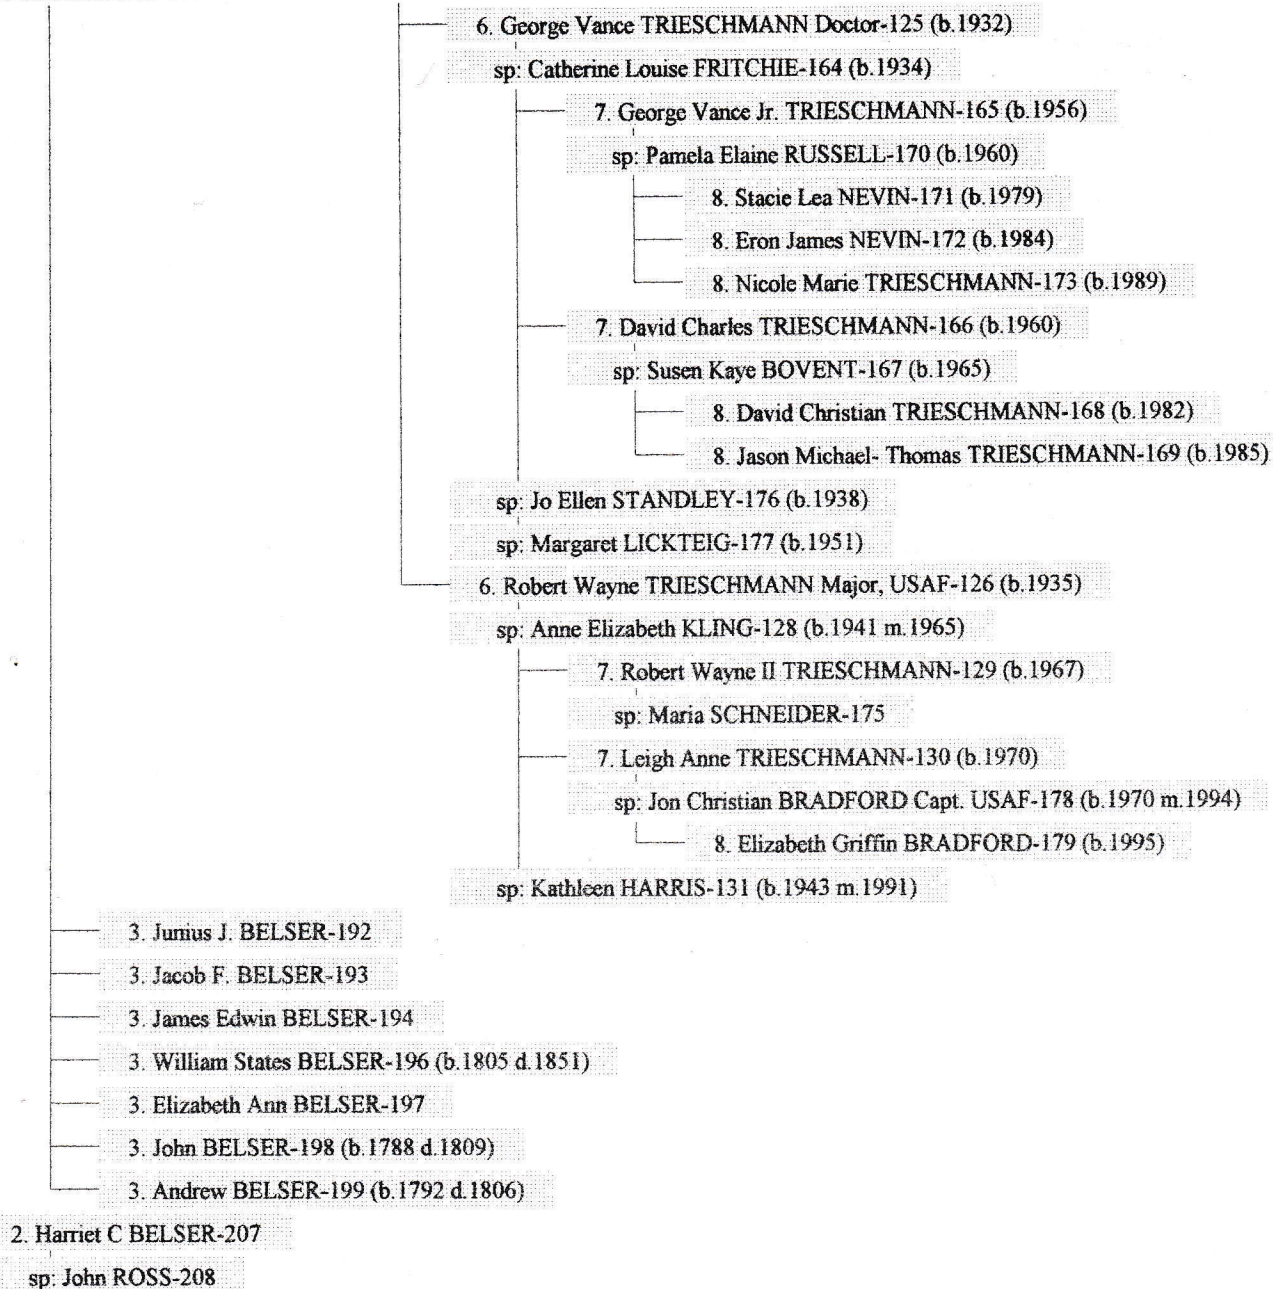 6. George Vance TRIESCHMANN Doctor-125 (b.1932)
sp: Catherine Louise FRITCHIE-164 (b.1934)
7. George Vance Jr. TRIESCHMANN-165 (b.1956)
sp: Pamela Elaine RUSSELL-170 (b.1960)
8. Stacie Lea NEVIN-171 (b.1979)
8. Eron James NEVIN-172 (b.1984)
8. Nicole Marie TRIESCHMANN-173 (b.1989)
7. David Charles TRIESCHMANN-166 (b.1960)
sp: Susen Kaye BOVENT-167 (b.1965)
8. David Christian TRIESCHMANN-168 (b.1982)
8. Jason Michael- Thomas TRIESCHMANN-169 (b.1985)
sp: Jo Ellen STANDLEY-176 (b.1938)
sp: Margaret LICKTEIG-177 (b.1951)
6. Robert Wayne TRIESCHMANN Major, USAF-126 (b.1935)
sp: Anne Elizabeth KLING-128 (b.1941 m.1965)
7. Robert Wayne II TRIESCHMANN-129 (b.1967)
sp: Maria SCHNEIDER-175
7. Leigh Anne TRIESCHMANN-130 (b.1970)
sp: Jon Christian BRADFORD Capt. USAF-178 (b.1970 m.1994)
8. Elizabeth Griffin BRADFORD-179 (b.1995)
sp: Kathleen HARRIS-131 (b.1943 m.1991)
3. Junius J. BELSER-192
3. Jacob F. BELSER-193
3. James Edwin BELSER-194
3. William States BELSER-196 (b.1805 d.1851)
3. Elizabeth Ann BELSER-197
3. John BELSER-198 (b.1788 d.1809)
3. Andrew BELSER-199 (b.1792 d.1806)
2. Harriet C BELSER-207
sp: John ROSS-208